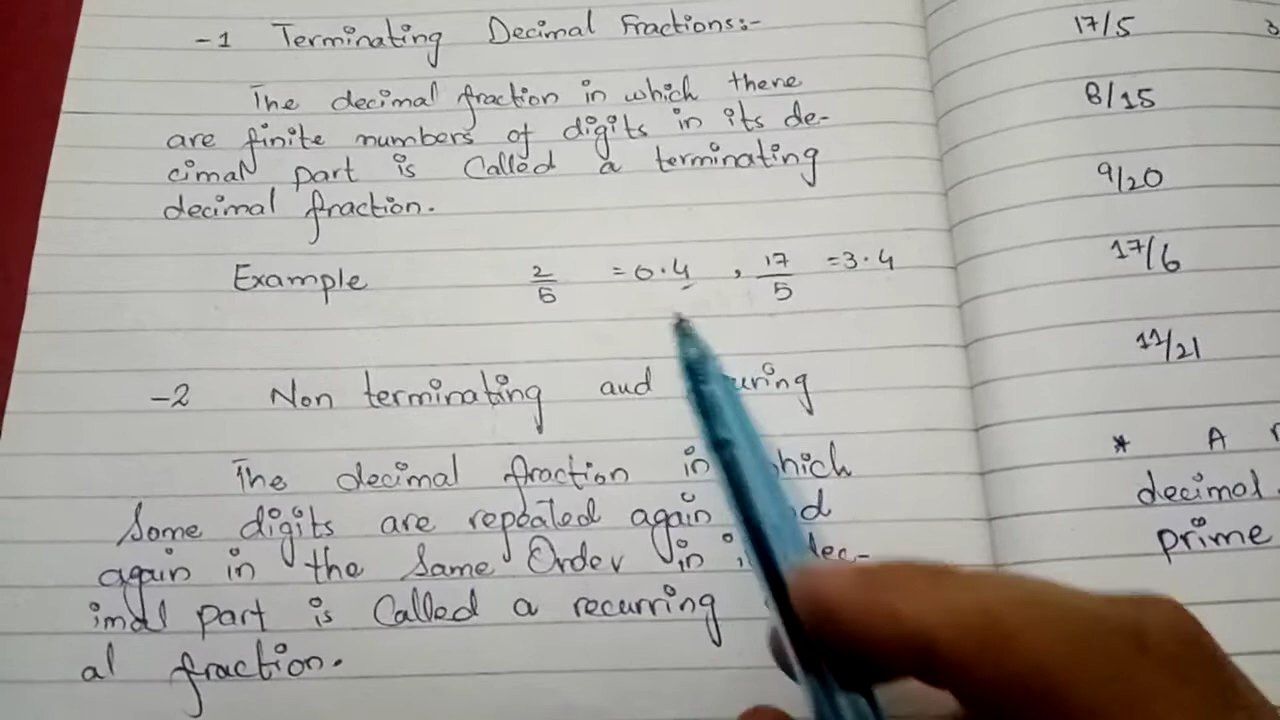 -1 Terminating Decimal Fractions:-
The decimal fraction in which there
are finite numbers of digits in its de-
cimal part is Called a terminating
decimal fraction.
Example 2/5 = 0.4 , 17/5 = 3.4
-2 Non terminating and
The decimal fraction in which
Some digits are repeated again
again in the Same Order in
imal part is Called a recurring
al fraction.
17/5
8/15
9/20
17/6
11/21
* A
decimal
prime